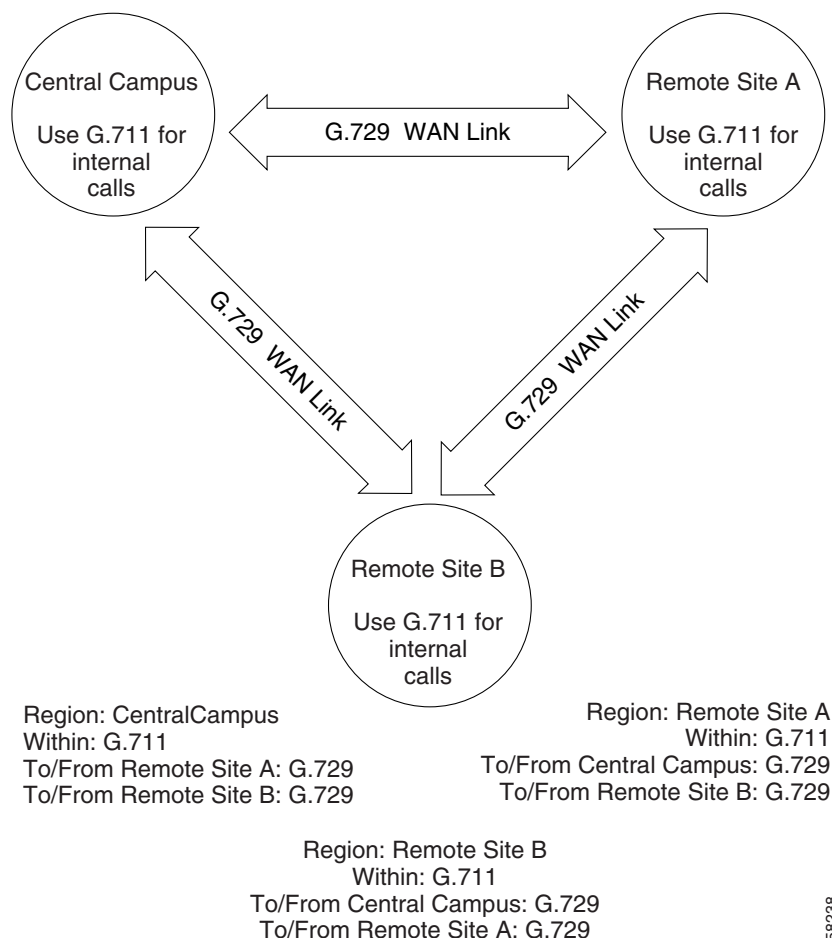 Central Campus
Use G.711 for
internal
calls
G.729 WAN Link
Remote Site A
Use G.711 for
internal
calls
G.729 WAN Link
G.729 WAN Link
Remote Site B
Use G.711 for
internal
calls
Region: CentralCampus
Within: G.711
To/From Remote Site A: G.729
To/From Remote Site B: G.729
Region: Remote Site A
Within: G.711
To/From Central Campus: G.729
To/From Remote Site B: G.729
Region: Remote Site B
Within: G.711
To/From Central Campus: G.729
To/From Remote Site A: G.729